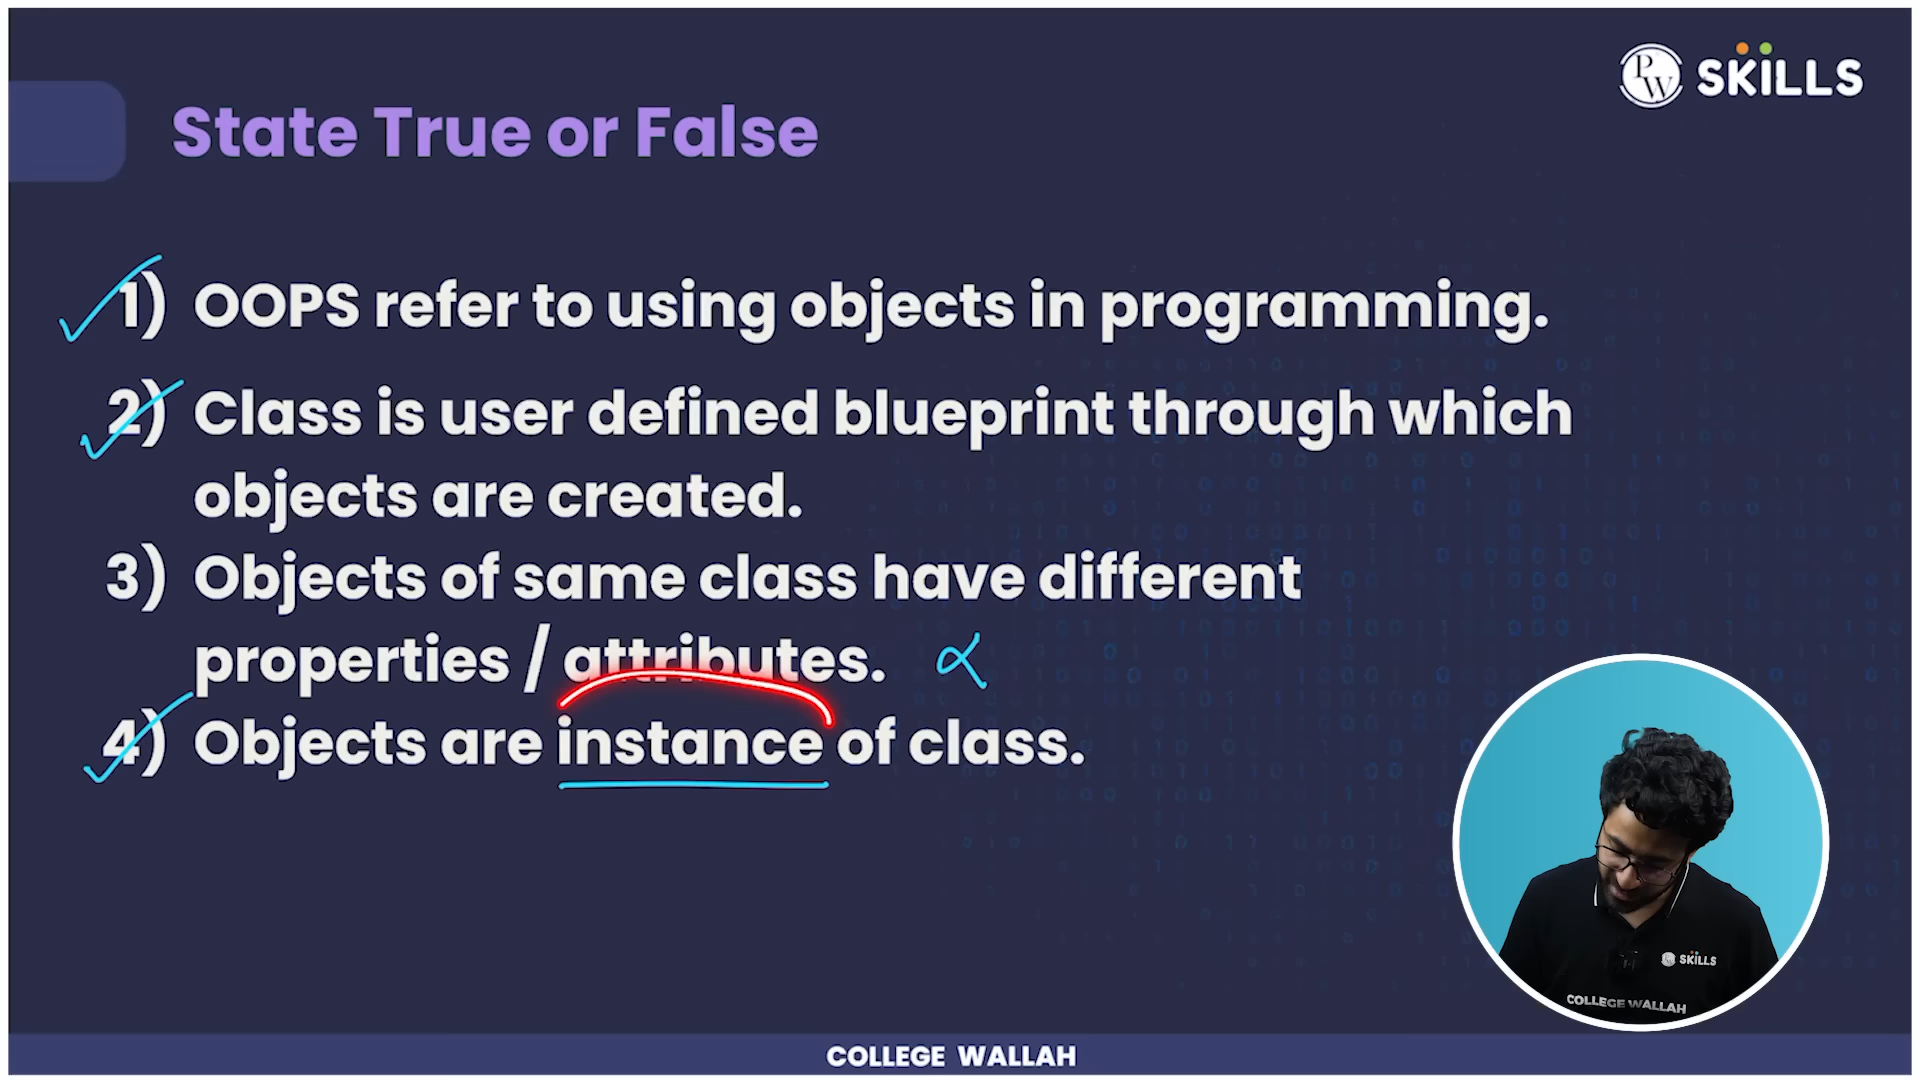 PW SKILLS
State True or False
1) OOPS refer to using objects in programming.
2) Class is user defined blueprint through which
objects are created.
3) Objects of same class have different
properties / attributes.
4) Objects are instance of class.
SKILLS
COLLEGE WALLAH
COLLEGE WALLAH